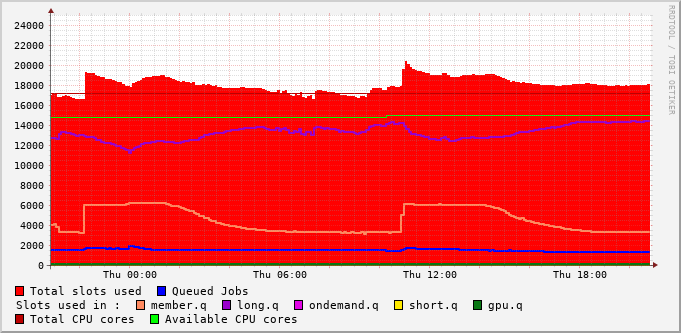 RRDTOOL / TOBI OETIKER
24000
22000
20000
18000
16000
14000
12000
10000
8000
6000
4000
2000
0
Thu 00:00 Thu 06:00 Thu 12:00 Thu 18:00
Total slots used Queued Jobs
Slots used in : member.q long.q ondemand.q short.q gpu.q
Total CPU cores Available CPU cores